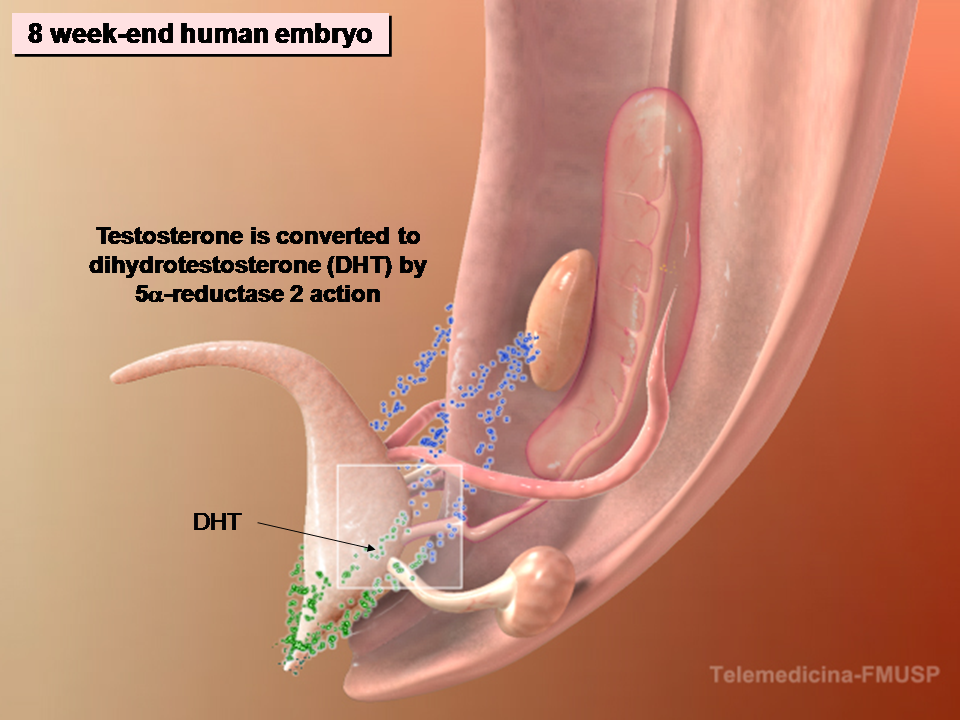 8 week-end human embryo
Testosterone is converted to
dihydrotestosterone (DHT) by
5α-reductase 2 action
DHT
Telemedicina-FMUSP